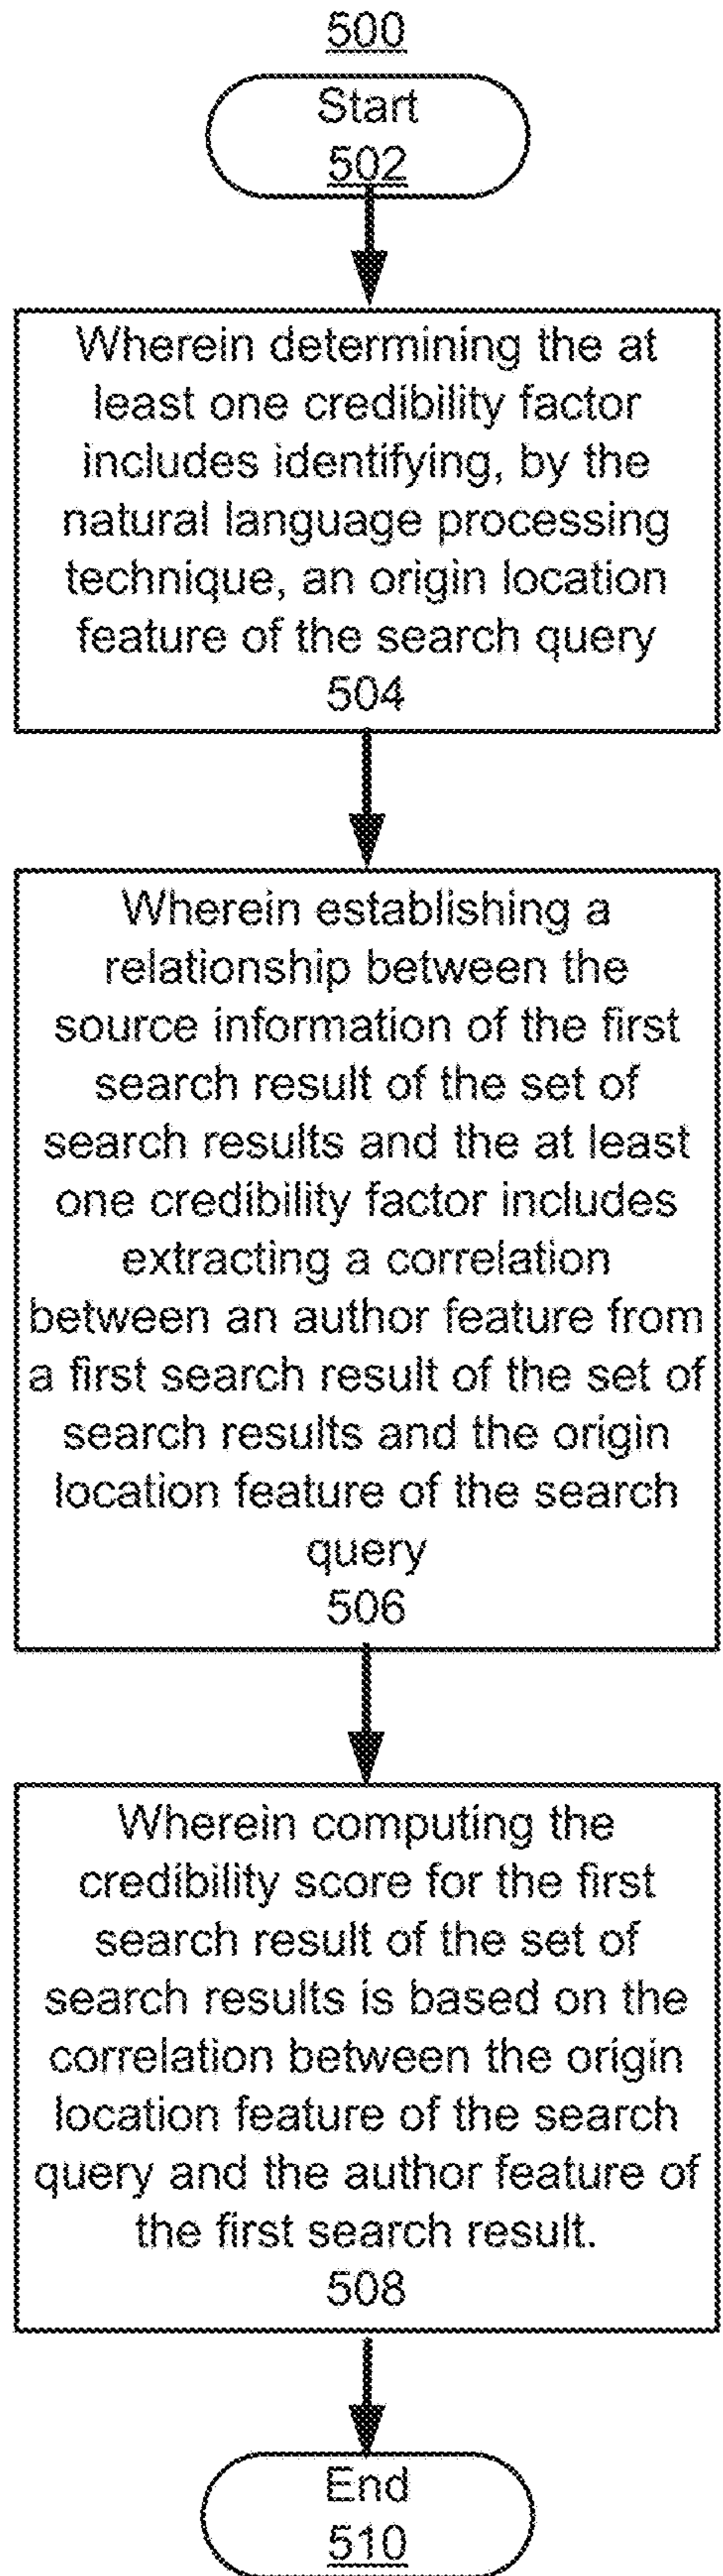 500
Start
502
Wherein determining the at
least one credibility factor
includes identifying, by the
natural language processing
technique, an origin location
feature of the search query
504
Wherein establishing a
relationship between the
source information of the first
search result of the set of
search results and the at least
one credibility factor includes
extracting a correlation
between an author feature from
a first search result of the set of
search results and the origin
location feature of the search
query
506
Wherein computing the
credibility score for the first
search result of the set of
search results is based on the
correlation between the origin
location feature of the search
query and the author feature of
the first search result.
508
End
510